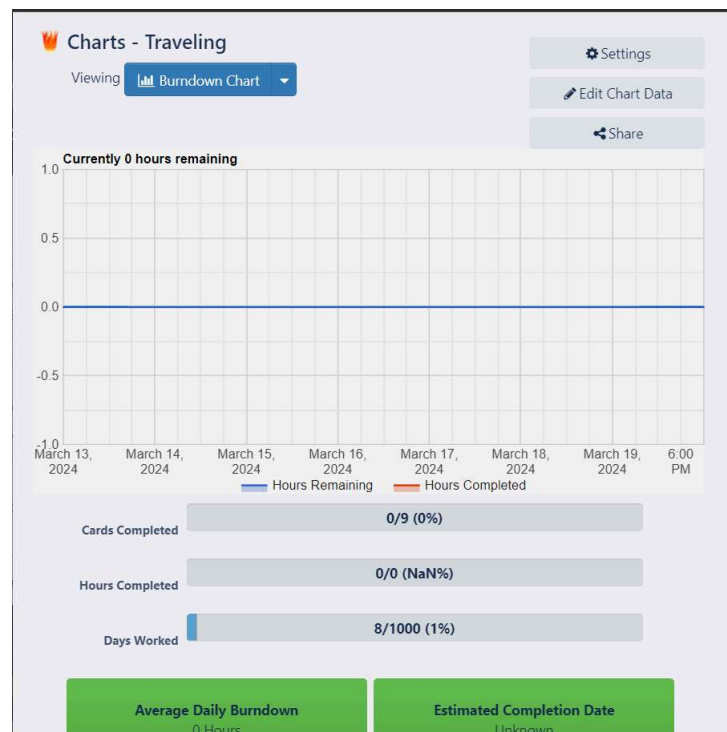 Charts - Traveling
Viewing
Burndown Chart
Settings
Edit Chart Data
Share
Currently 0 hours remaining
1.0
0.5
0.0
-0.5
-1.0
March 13,
2024
March 14,
2024
March 15,
2024
March 16,
2024
March 17,
2024
March 18,
2024
March 19,
2024
6:00
PM
Hours Remaining
Hours Completed
Cards Completed
0/9 (0%)
Hours Completed
0/0 (NaN%)
Days Worked
8/1000 (1%)
Average Daily Burndown
0 Hours
Estimated Completion Date
Unknown